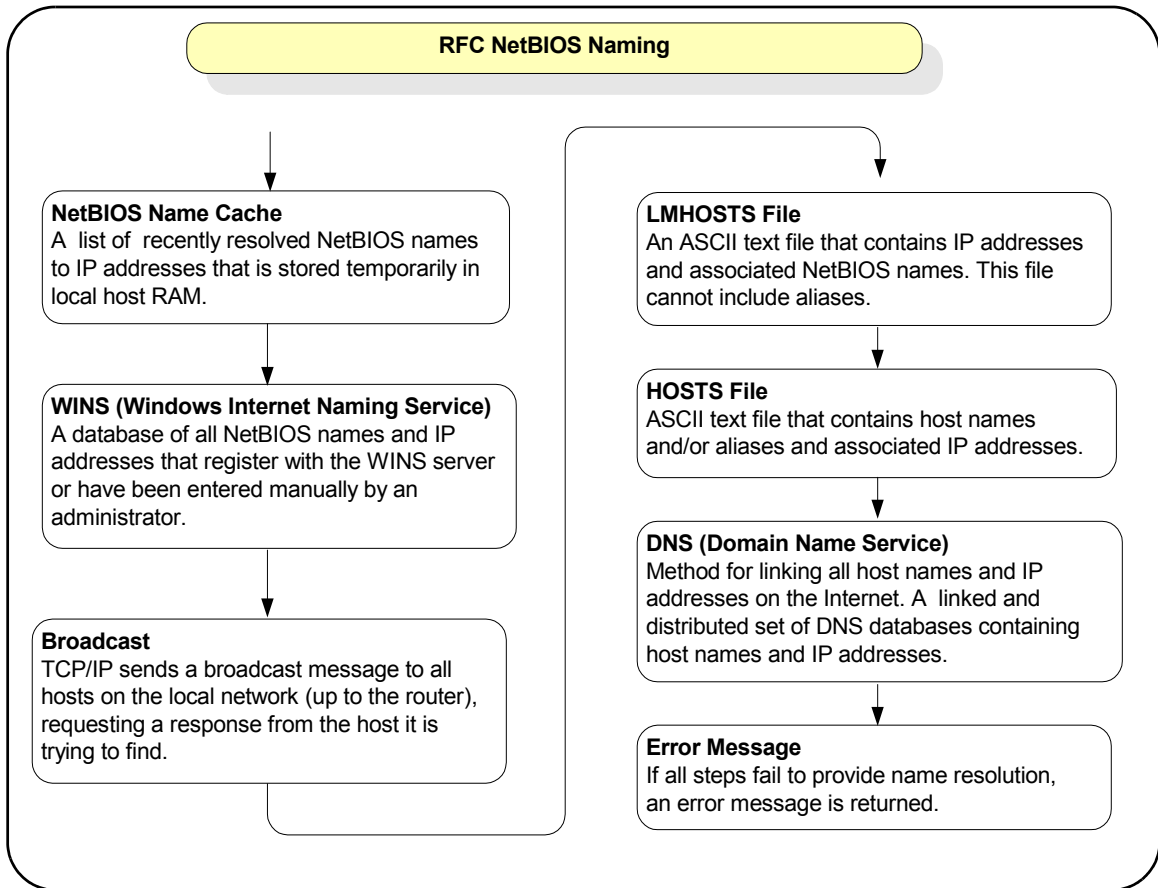 RFC NetBIOS Naming
NetBIOS Name Cache
A list of recently resolved NetBIOS names
to IP addresses that is stored temporarily in
local host RAM.
WINS (Windows Internet Naming Service)
A database of all NetBIOS names and IP
addresses that register with the WINS server
or have been entered manually by an
administrator.
Broadcast
TCP/IP sends a broadcast message to all
hosts on the local network (up to the router),
requesting a response from the host it is
trying to find.
LMHOSTS File
An ASCII text file that contains IP addresses
and associated NetBIOS names. This file
cannot include aliases.
HOSTS File
ASCII text file that contains host names
and/or aliases and associated IP addresses.
DNS (Domain Name Service)
Method for linking all host names and IP
addresses on the Internet. A linked and
distributed set of DNS databases containing
host names and IP addresses.
Error Message
If all steps fail to provide name resolution,
an error message is returned.